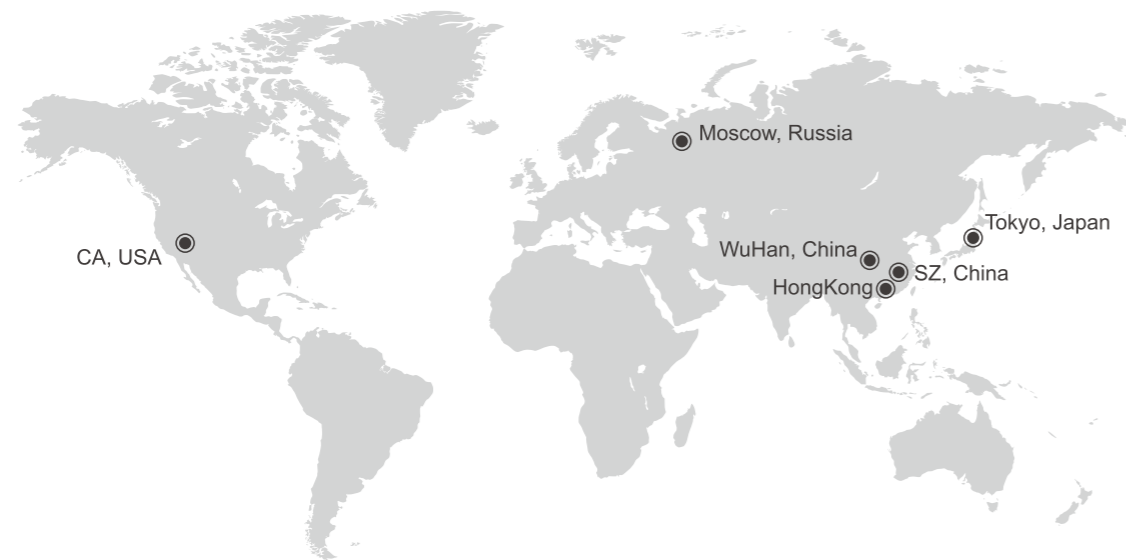 Moscow, Russia
Tokyo, Japan
CA, USA
WuHan, China
SZ, China
HongKong